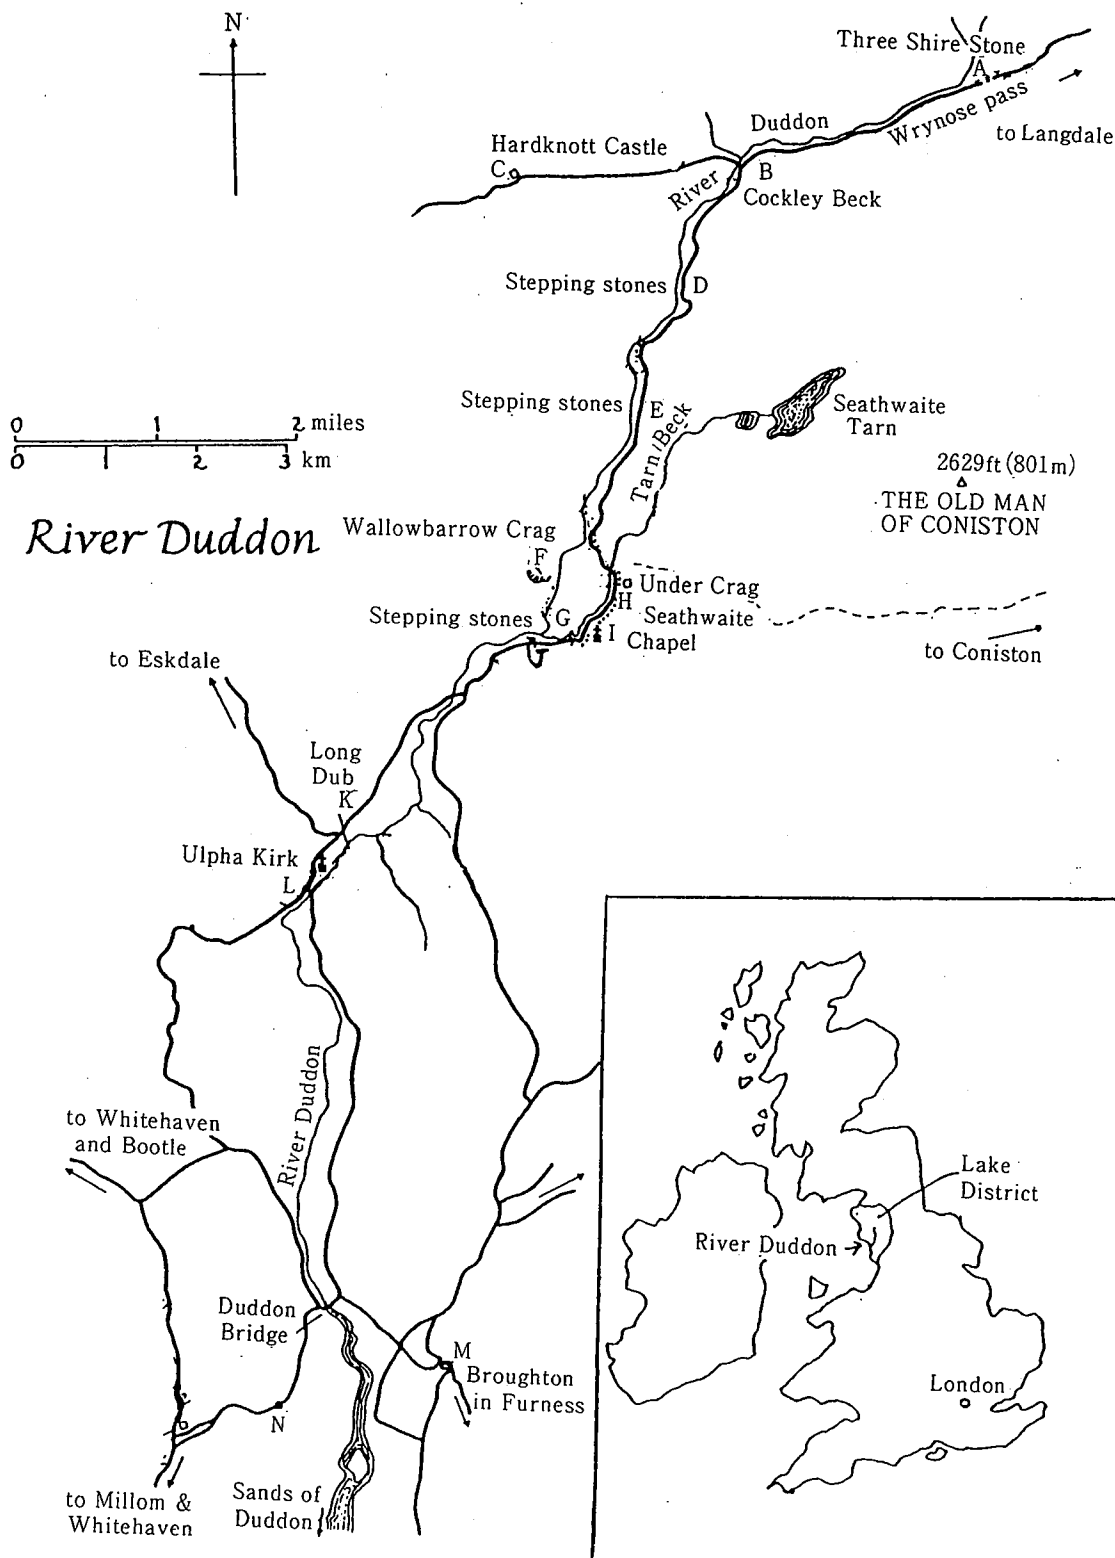 N
Three Shire Stone
A
Duddon
Wrynose pass
to Langdale
Hardknott Castle
C
River
B
Cockley Beck
Stepping stones D
Stepping stones E
Tarn Beck
Seathwaite
Tarn
0 1 2 miles
0 1 2 3 km
2629ft (801m)
THE OLD MAN
OF CONISTON
River Duddon
Wallowbarrow Crag
F
Under Crag
H
Stepping stones G
Seathwaite
I Chapel
J
to Coniston
to Eskdale
Long
Dub
K
Ulpha Kirk
L
River Duddon
to Whitehaven
and Bootle
Duddon
Bridge
M
Broughton
in Furness
N
to Millom &
Whitehaven
Sands of
Duddon
Lake
District
River Duddon
London